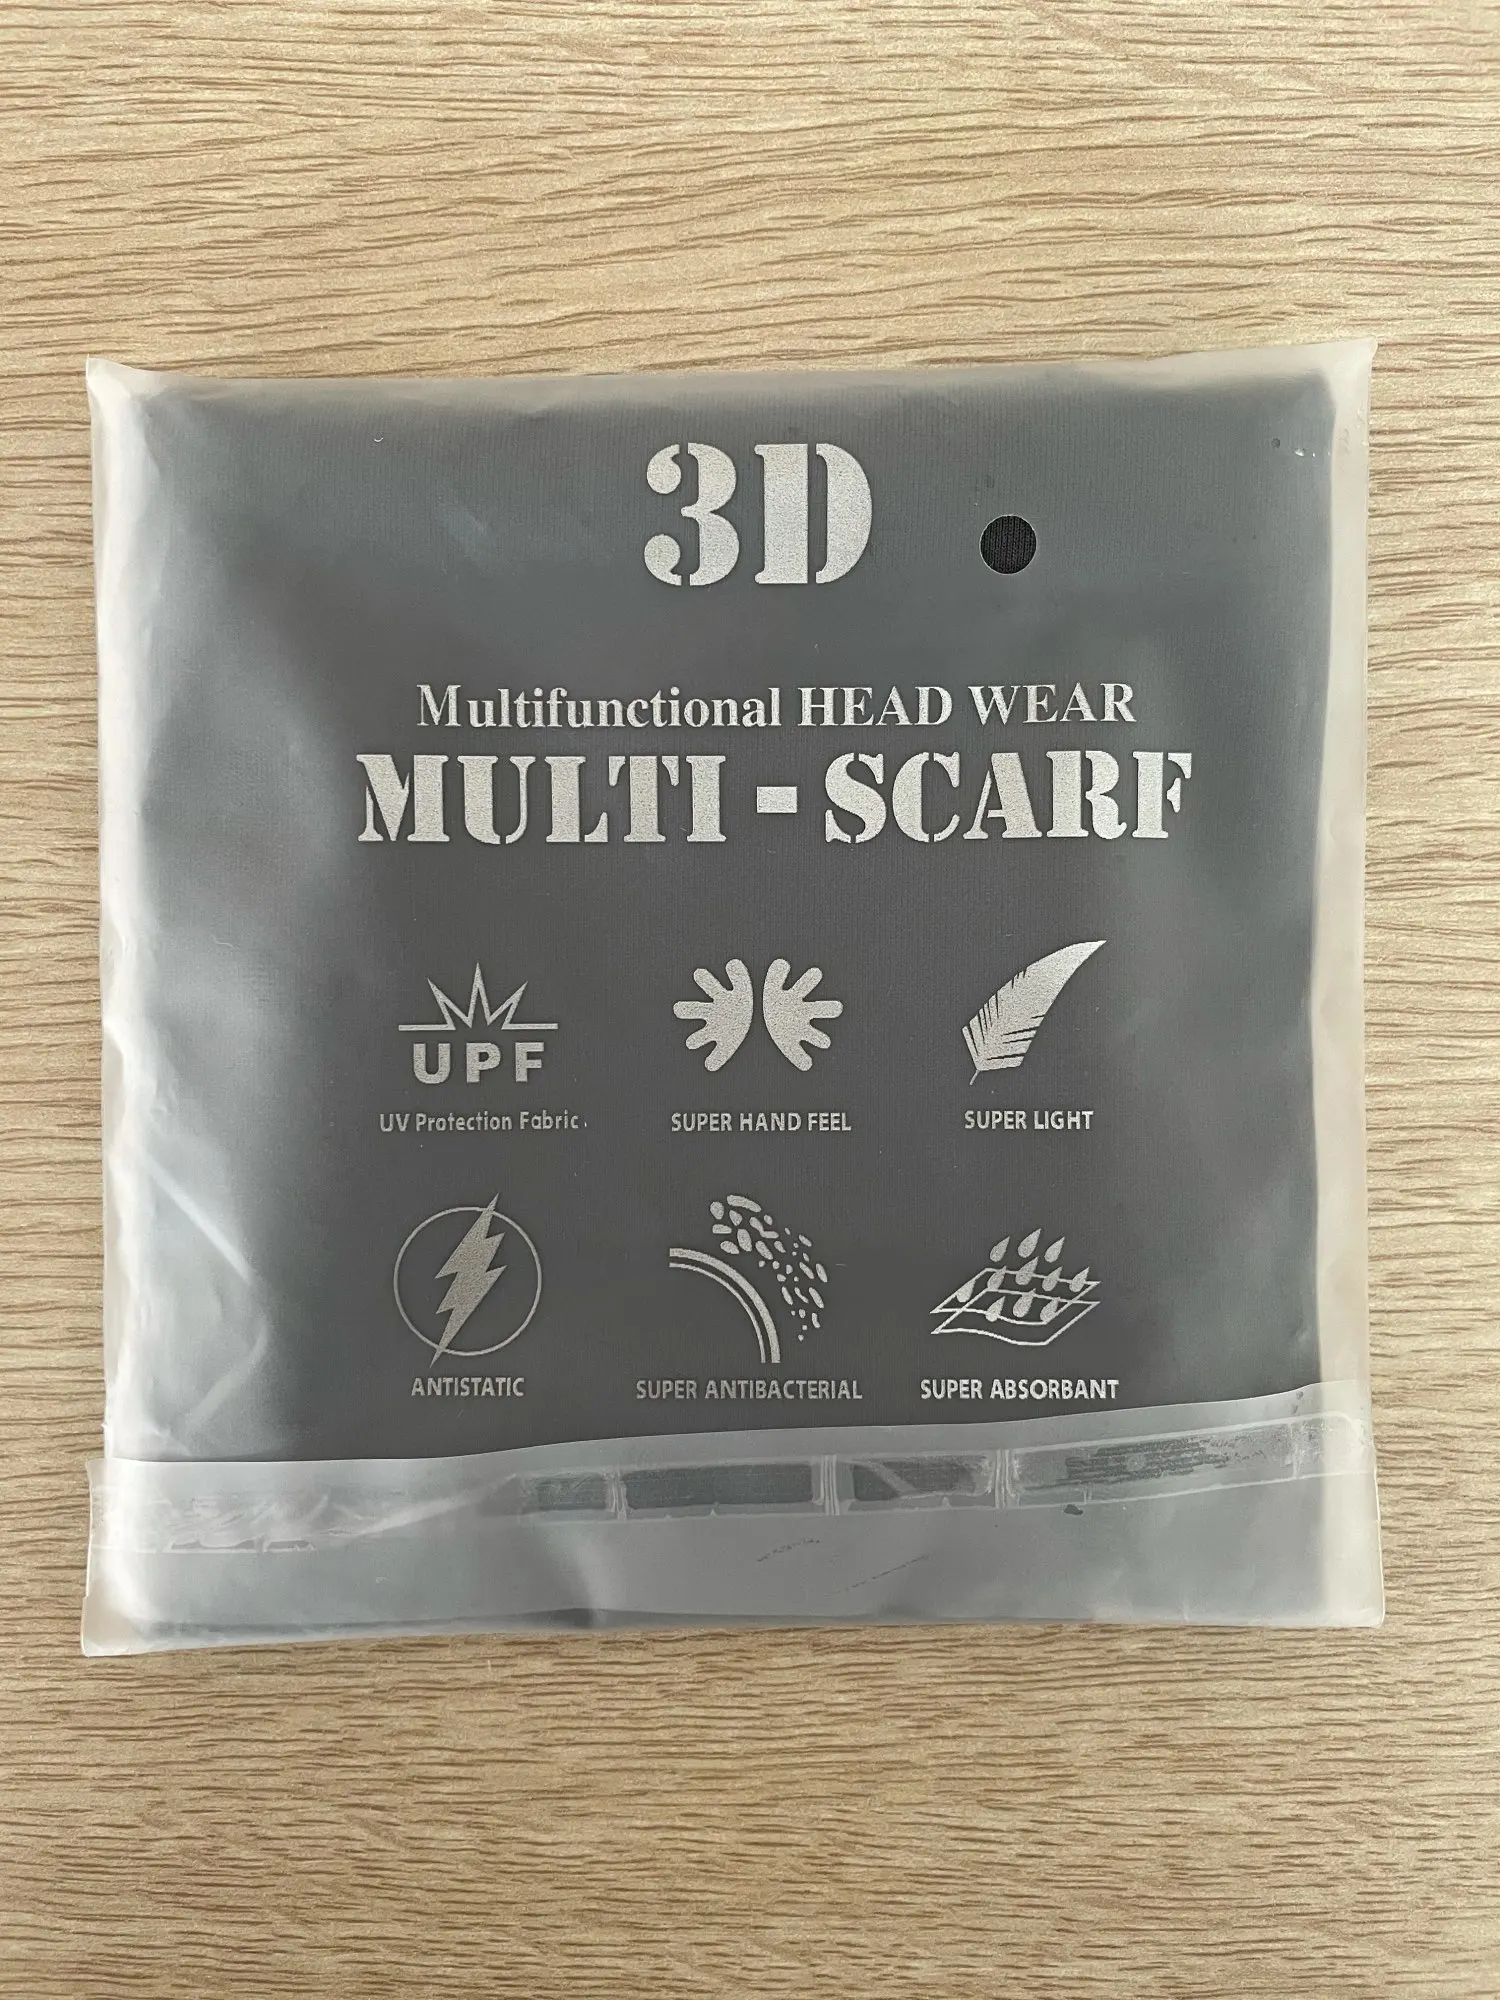 3D
Multifunctional HEAD WEAR
MULTI - SCARF
UPF
UV Protection Fabric.
SUPER HAND FEEL
SUPER LIGHT
ANTISTATIC
SUPER ANTIBACTERIAL
SUPER ABSORBANT